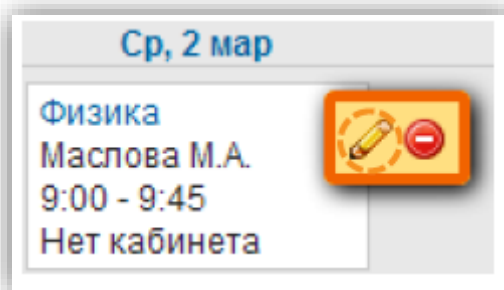 Ср, 2 мар
Физика
Маслова М.А.
9:00 - 9:45
Нет кабинета